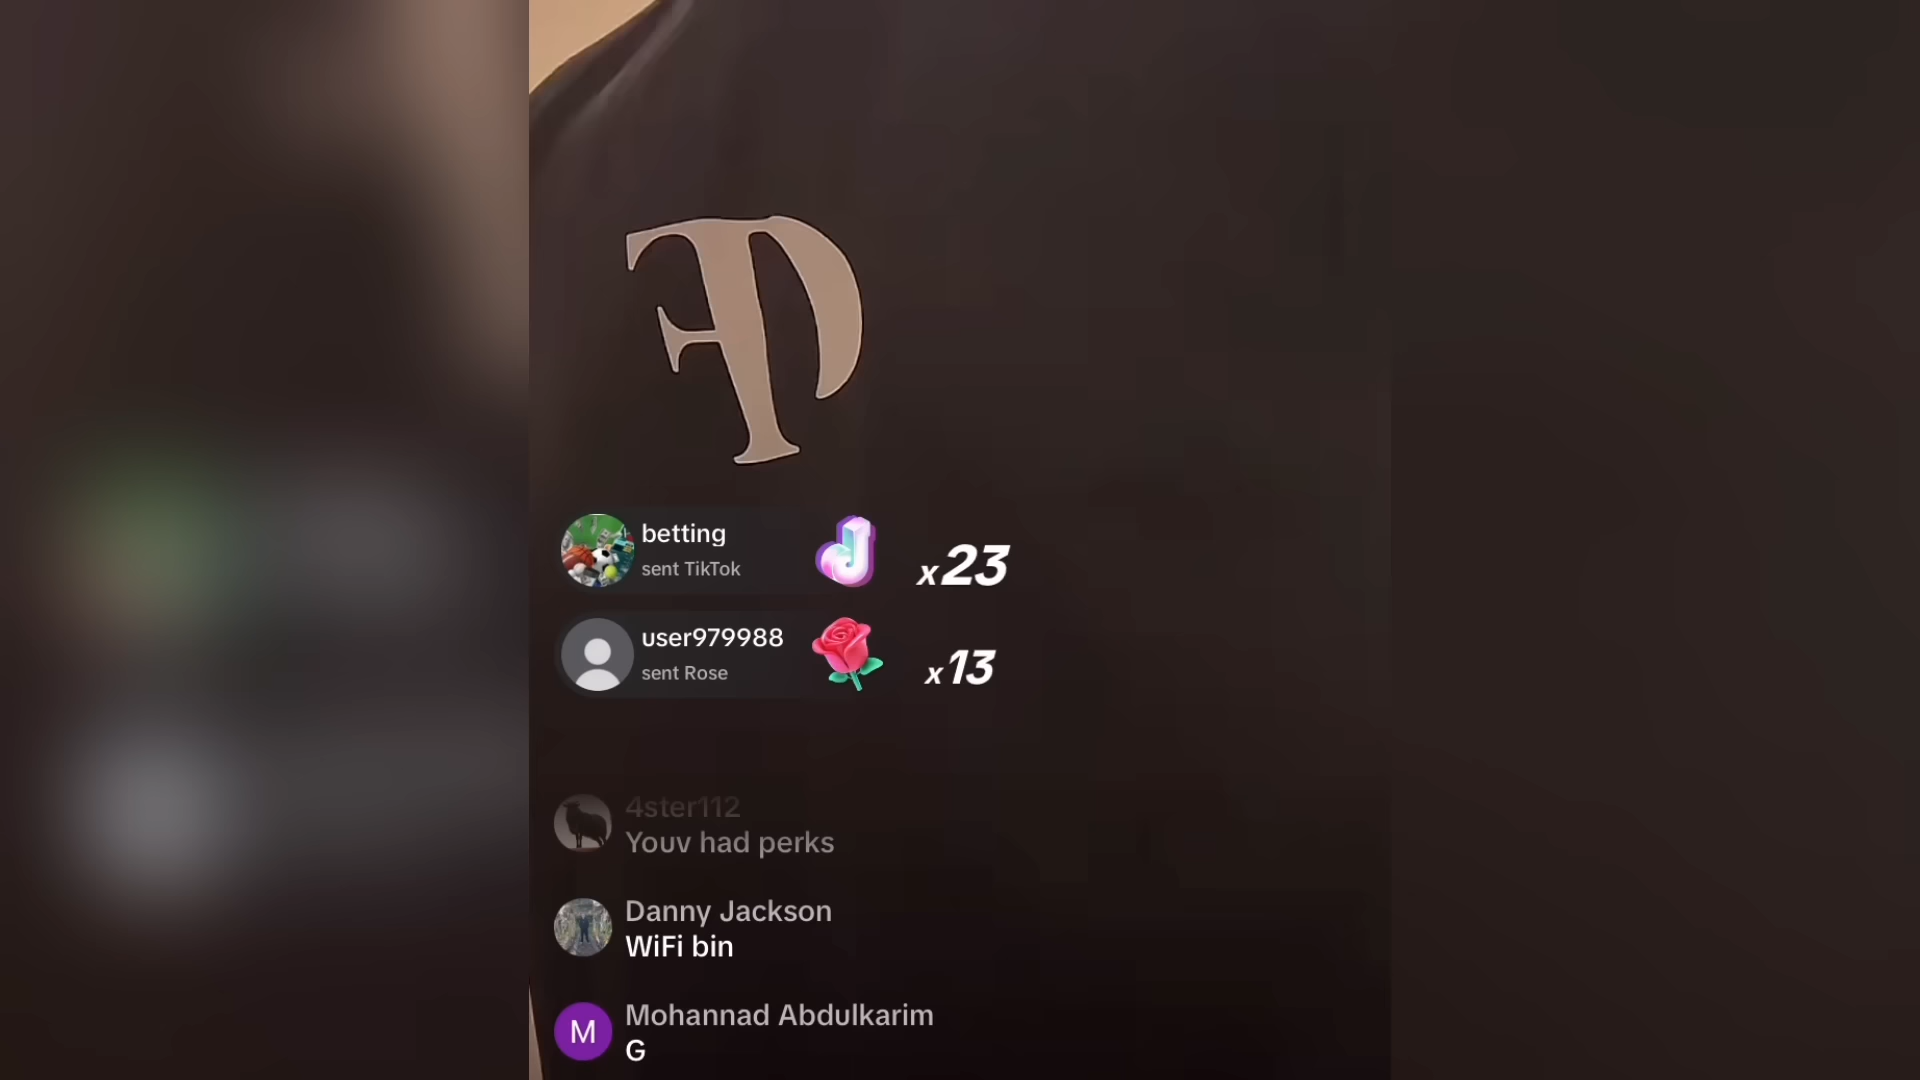 betting
sent TikTok
x23
user979988
sent Rose
x13
4ster112
Youv had perks
Danny Jackson
WiFi bin
M
Mohannad Abdulkarim
G